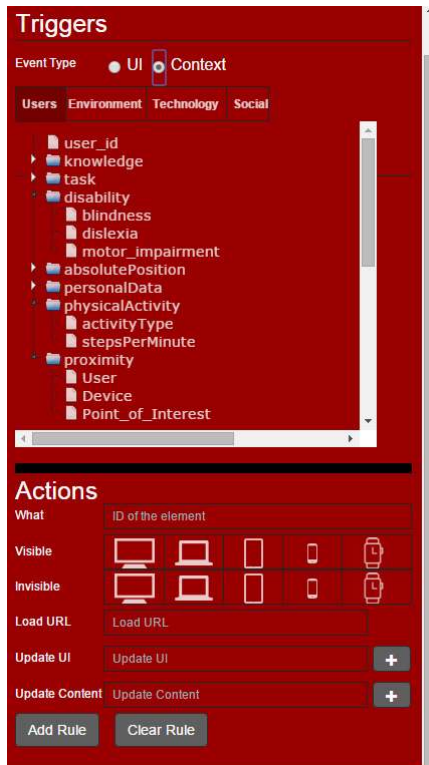 Triggers
Event Type UI Context
Users Environment Technology Social
user_id
knowledge
task
disability
blindness
dislexia
motor_impairment
absolutePosition
personalData
physicalActivity
activityType
stepsPerMinute
proximity
User
Device
Point_of_Interest
Actions
What ID of the element
Visible
Invisible
Load URL Load URL
Update UI Update UI +
Update Content Update Content +
Add Rule Clear Rule